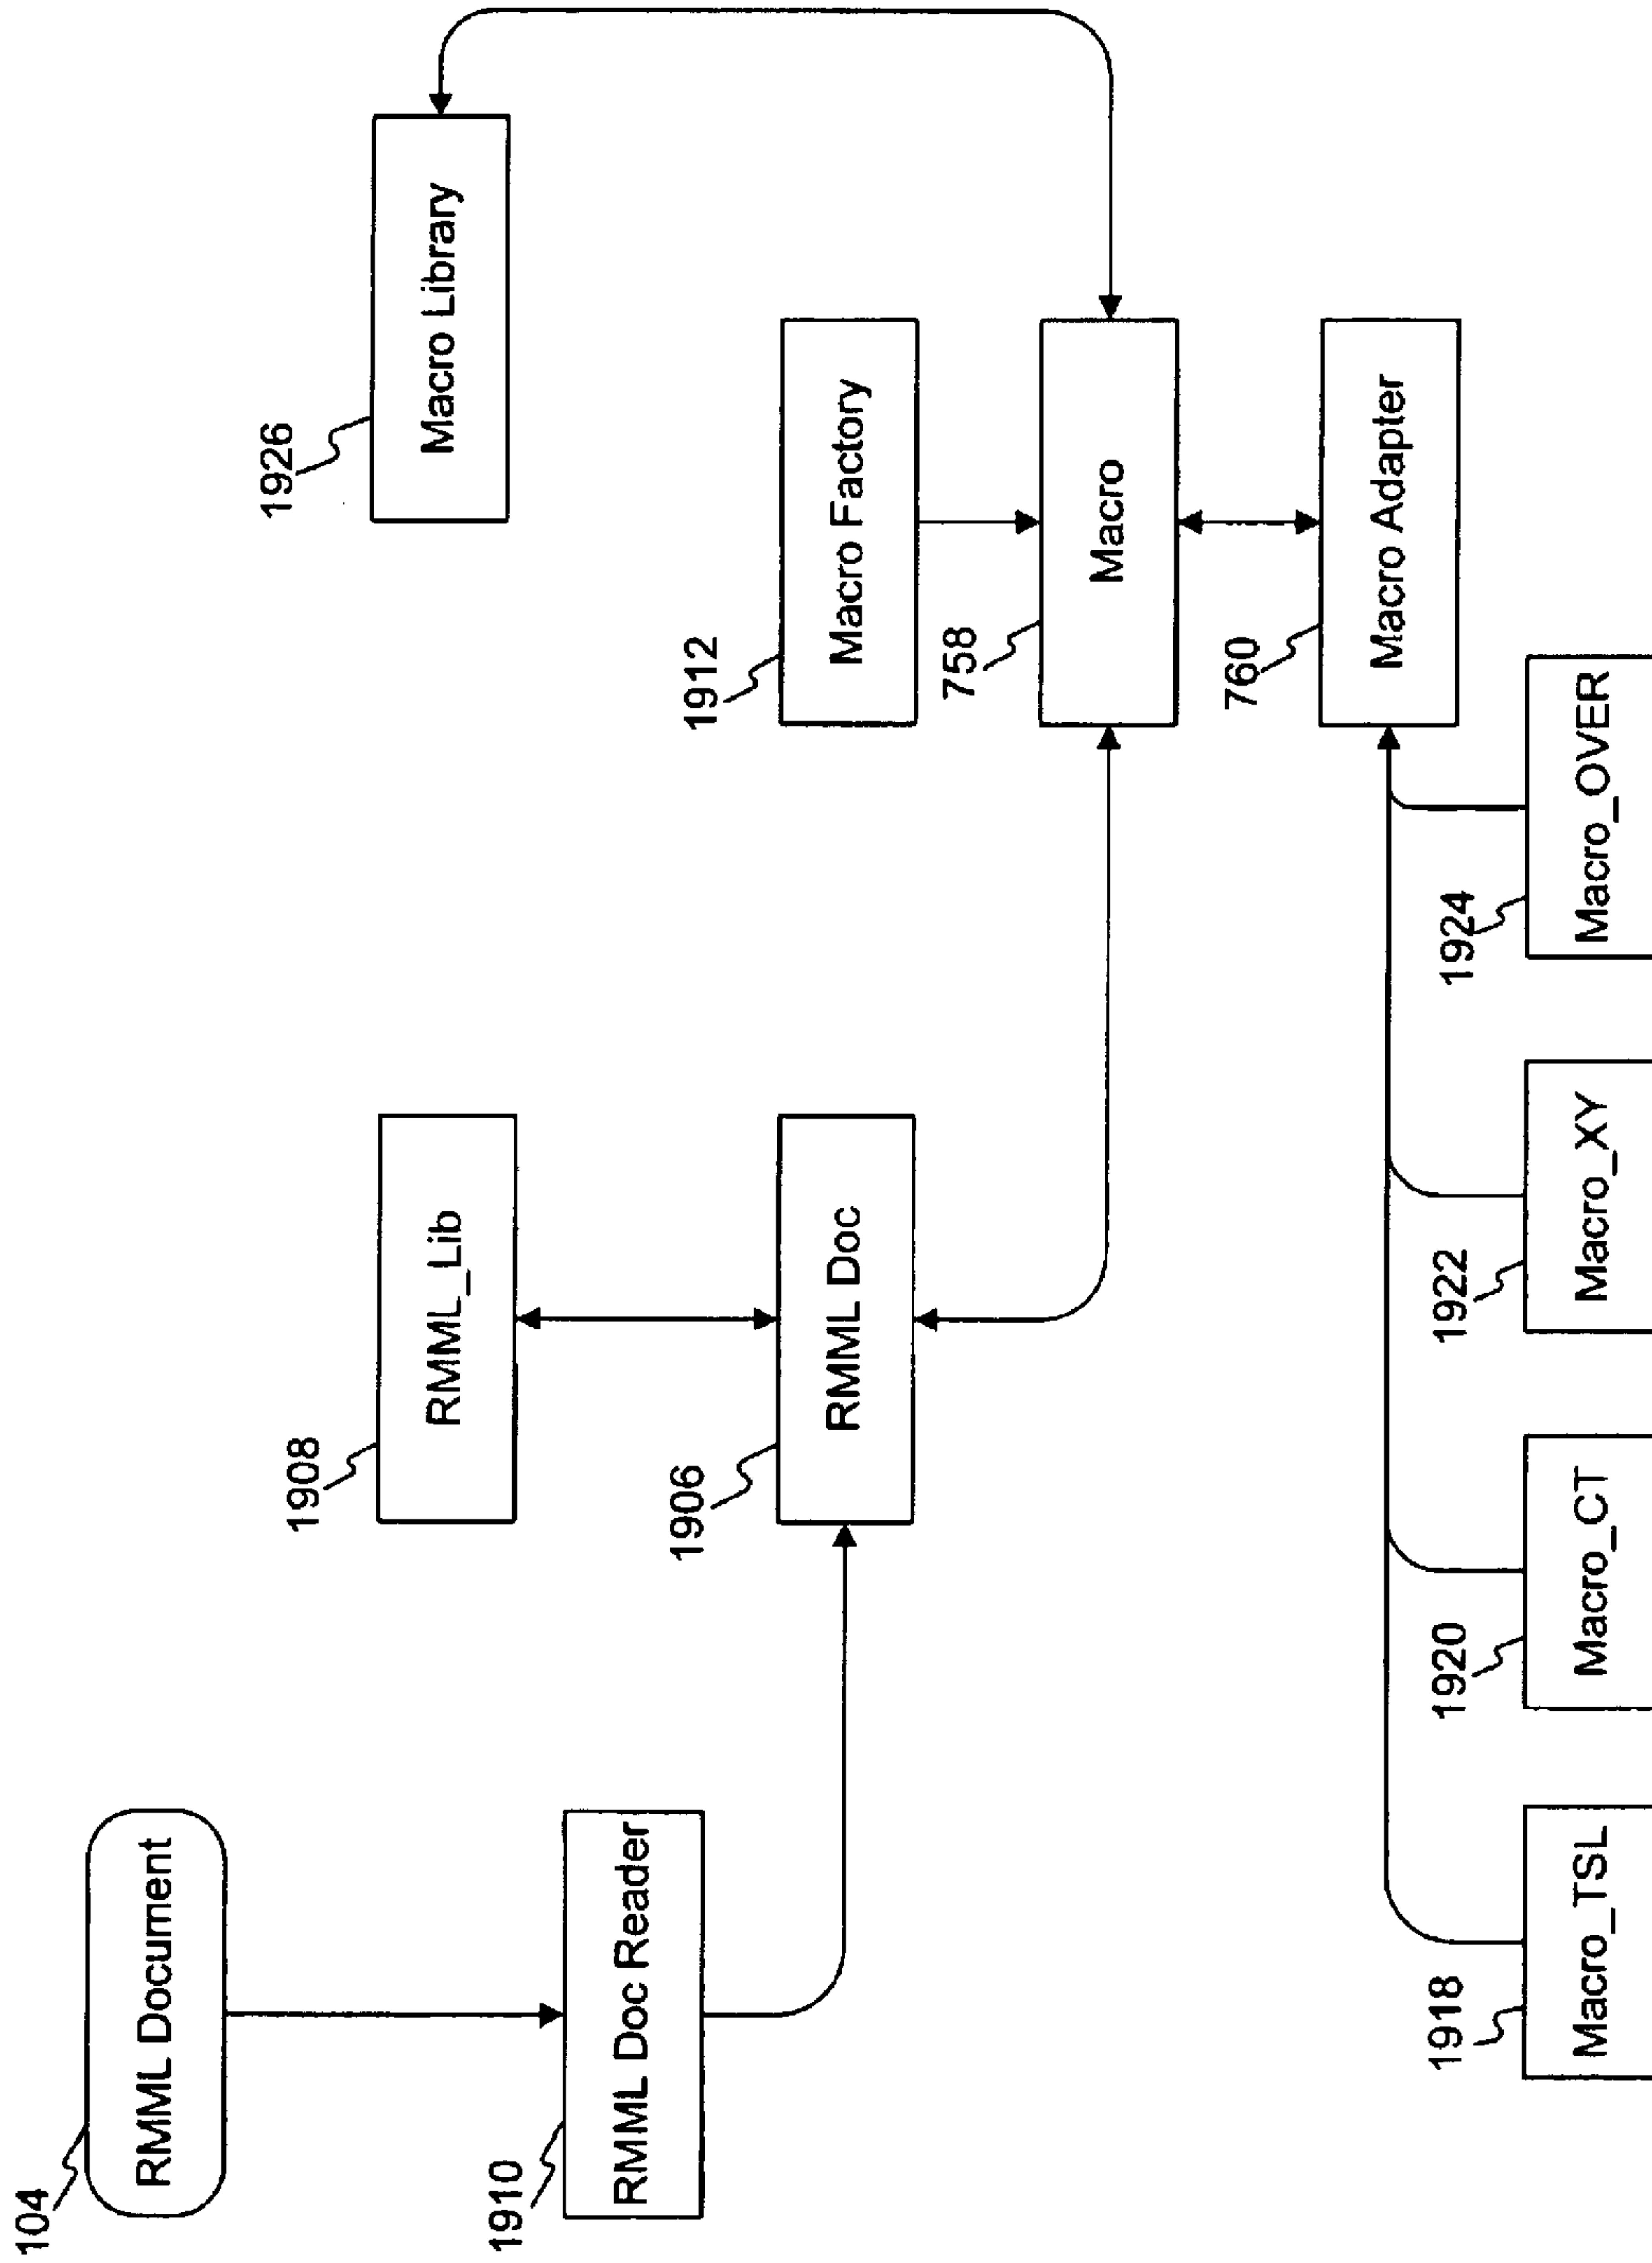 104
RMML Document
1910
RMML Doc Reader
1908
RMML_Lib
1906
RMML Doc
1926
Macro Library
1912
Macro Factory
758
Macro
760
Macro Adapter
1918
Macro_TSL
1920
Macro_CT
1922
Macro_XY
1924
Macro_OVER